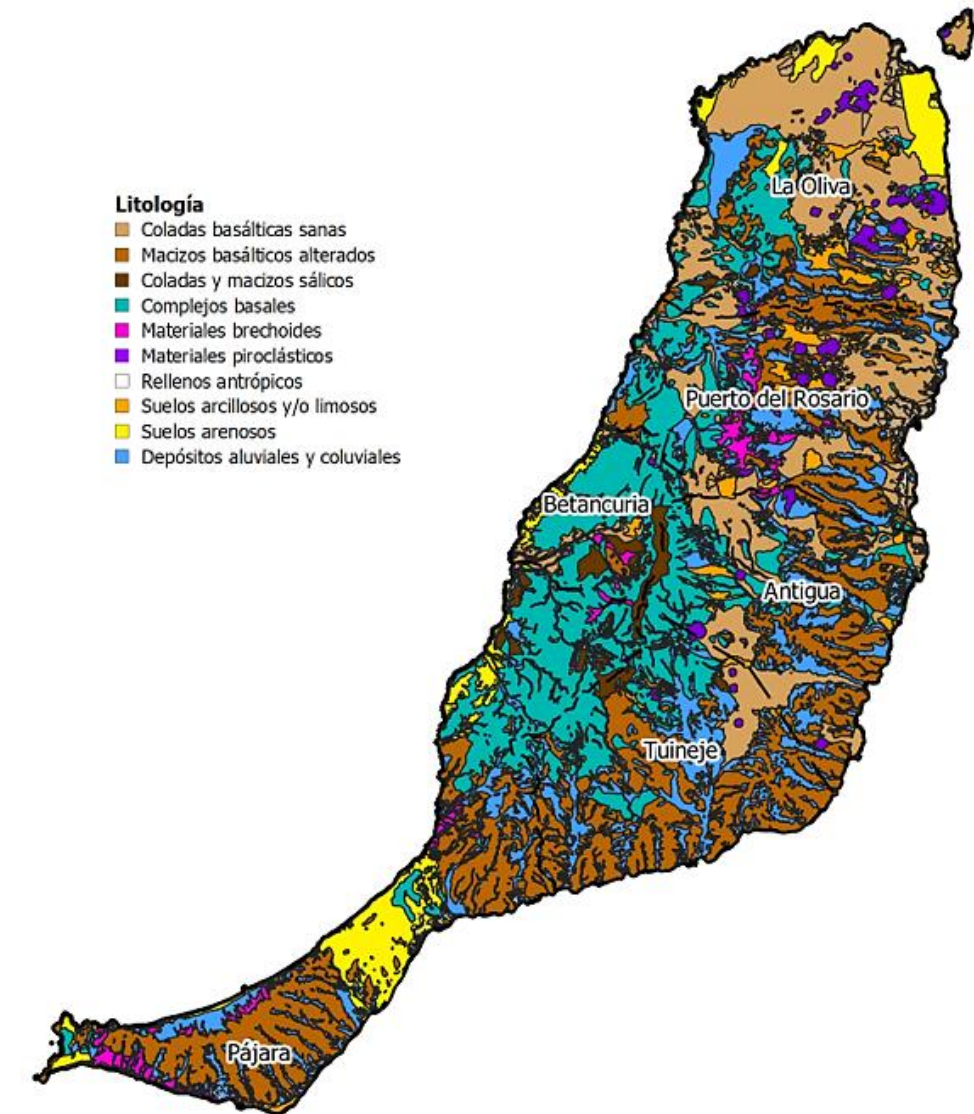 Litología
Coladas basálticas sanas
Macizos basálticos alterados
Coladas y macizos sálicos
Complejos basales
Materiales brechoides
Materiales piroclásticos
Rellenos antrópicos
Suelos arcillosos y/o limosos
Suelos arenosos
Depósitos aluviales y coluviales
La Oliva
Puerto del Rosario
Betancuria
Antigua
Tuineje
Pájara